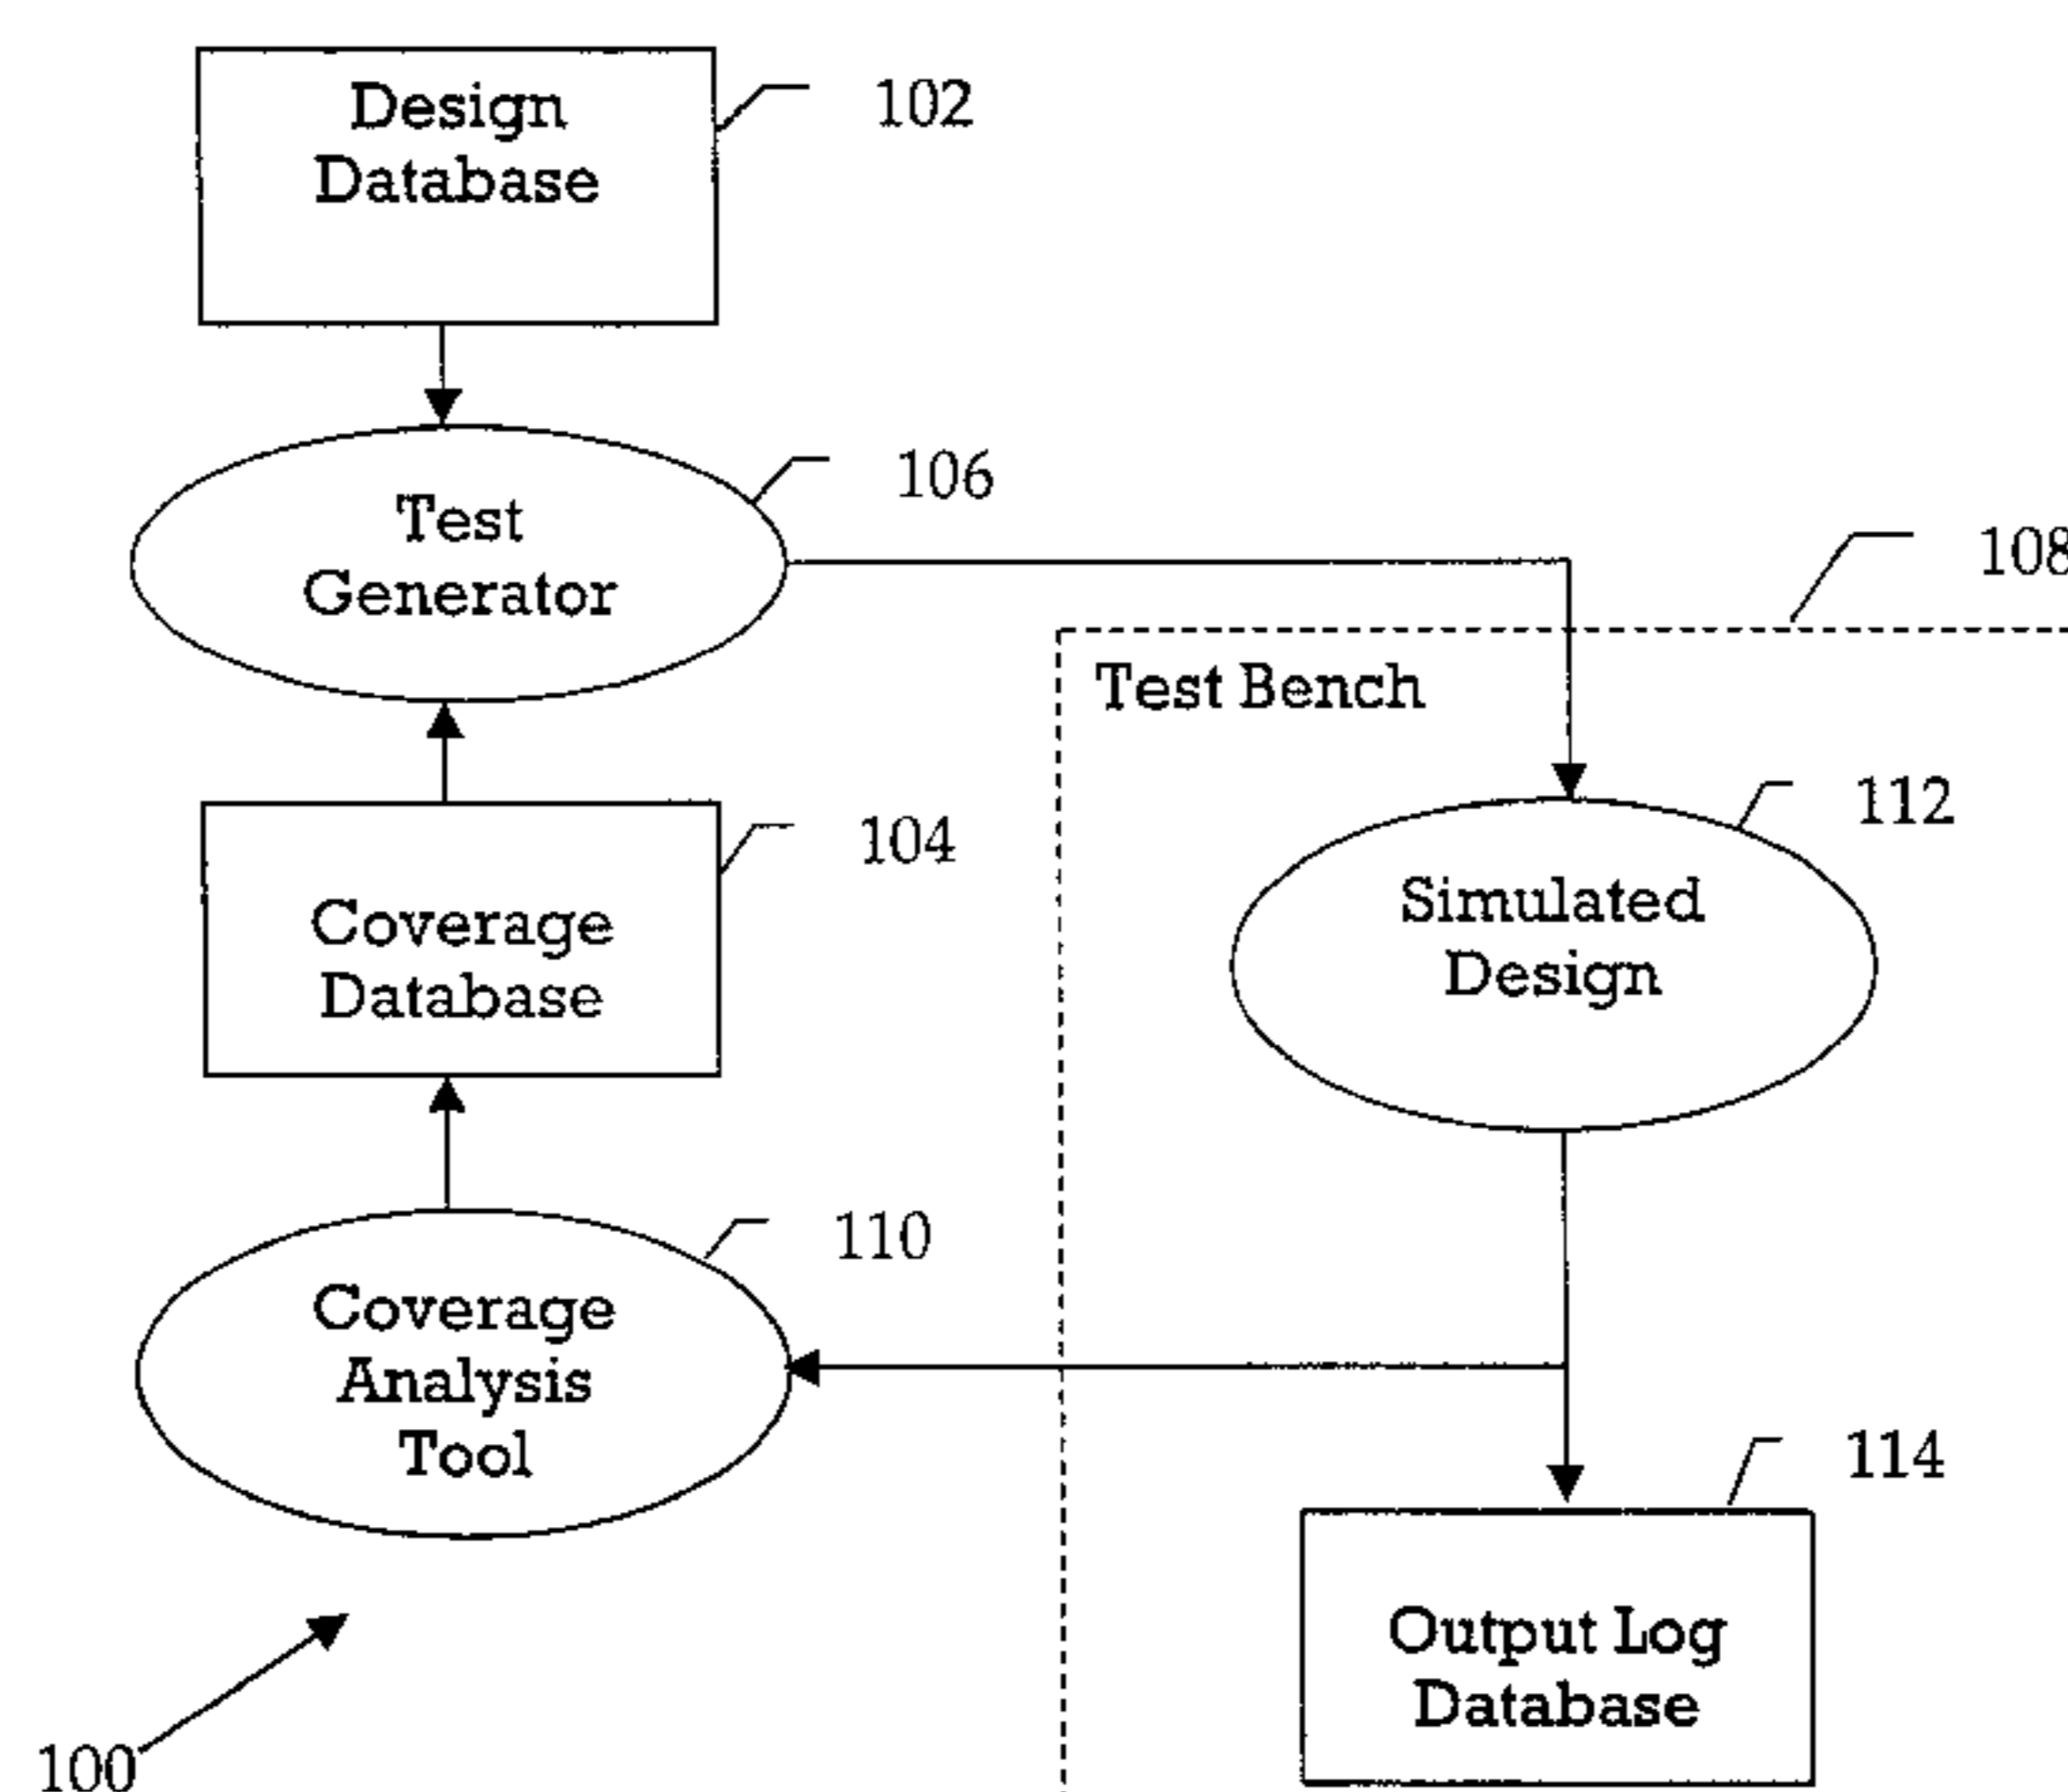 Design
Database
102
Test
Generator
106
108
Test Bench
Coverage
Database
104
Simulated
Design
112
Coverage
Analysis
Tool
110
Output Log
Database
114
100